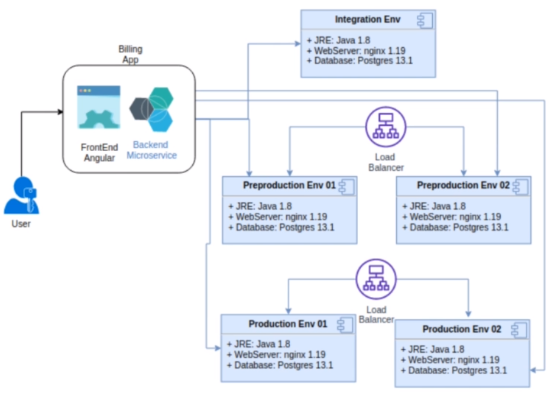 Integration Env
+ JRE: Java 1.8
+ WebServer: nginx 1.19
+ Database: Postgres 13.1
Billing
App
FrontEnd
Angular
Backend
Microservice
User
Load
Balancer
Preproduction Env 01
+ JRE: Java 1.8
+ WebServer: nginx 1.19
+ Database: Postgres 13.1
Preproduction Env 02
+ JRE: Java 1.8
+ WebServer: nginx 1.19
+ Database: Postgres 13.1
Load
Balancer
Production Env 01
+ JRE: Java 1.8
+ WebServer: nginx 1.19
+ Database: Postgres 13.1
Production Env 02
+ JRE: Java 1.8
+ WebServer: nginx 1.19
+ Database: Postgres 13.1